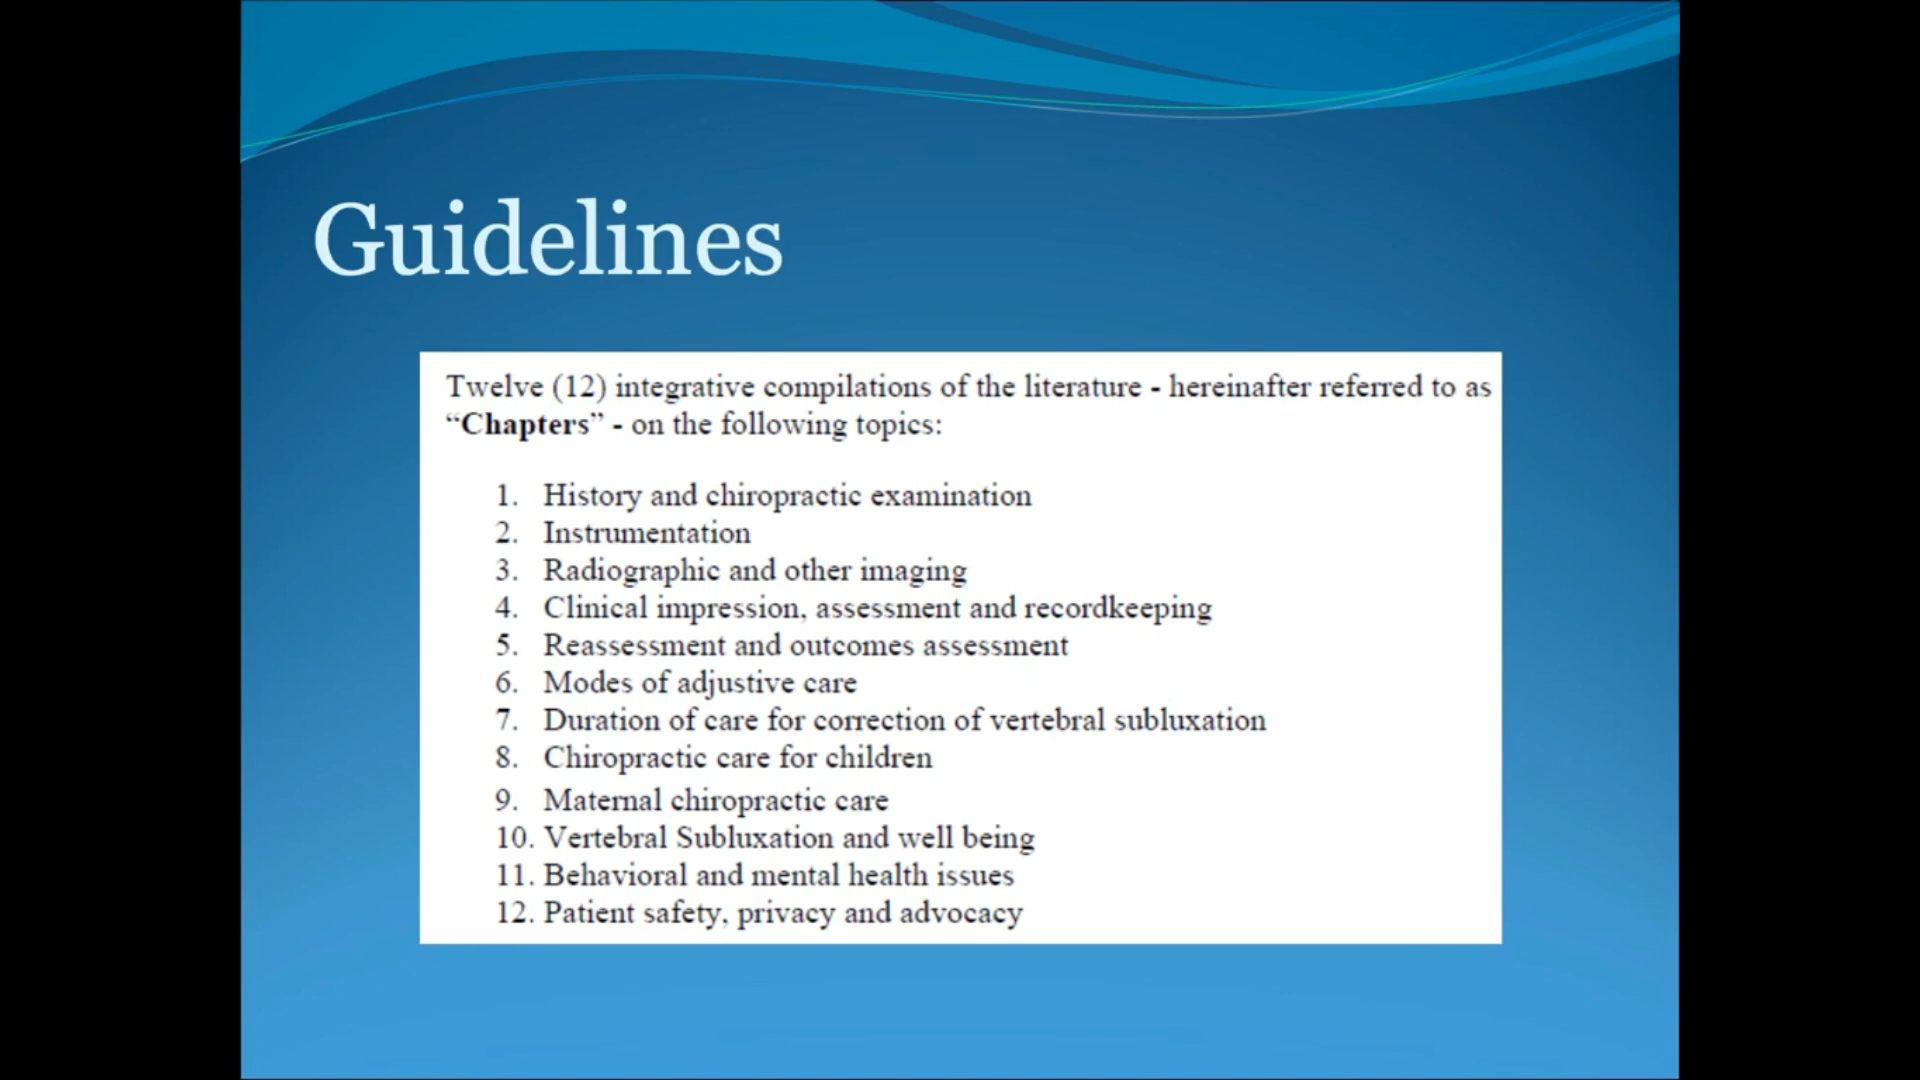 Guidelines
Twelve (12) integrative compilations of the literature - hereinafter referred to as
“Chapters” - on the following topics:
1. History and chiropractic examination
2. Instrumentation
3. Radiographic and other imaging
4. Clinical impression, assessment and recordkeeping
5. Reassessment and outcomes assessment
6. Modes of adjustive care
7. Duration of care for correction of vertebral subluxation
8. Chiropractic care for children
9. Maternal chiropractic care
10. Vertebral Subluxation and well being
11. Behavioral and mental health issues
12. Patient safety, privacy and advocacy